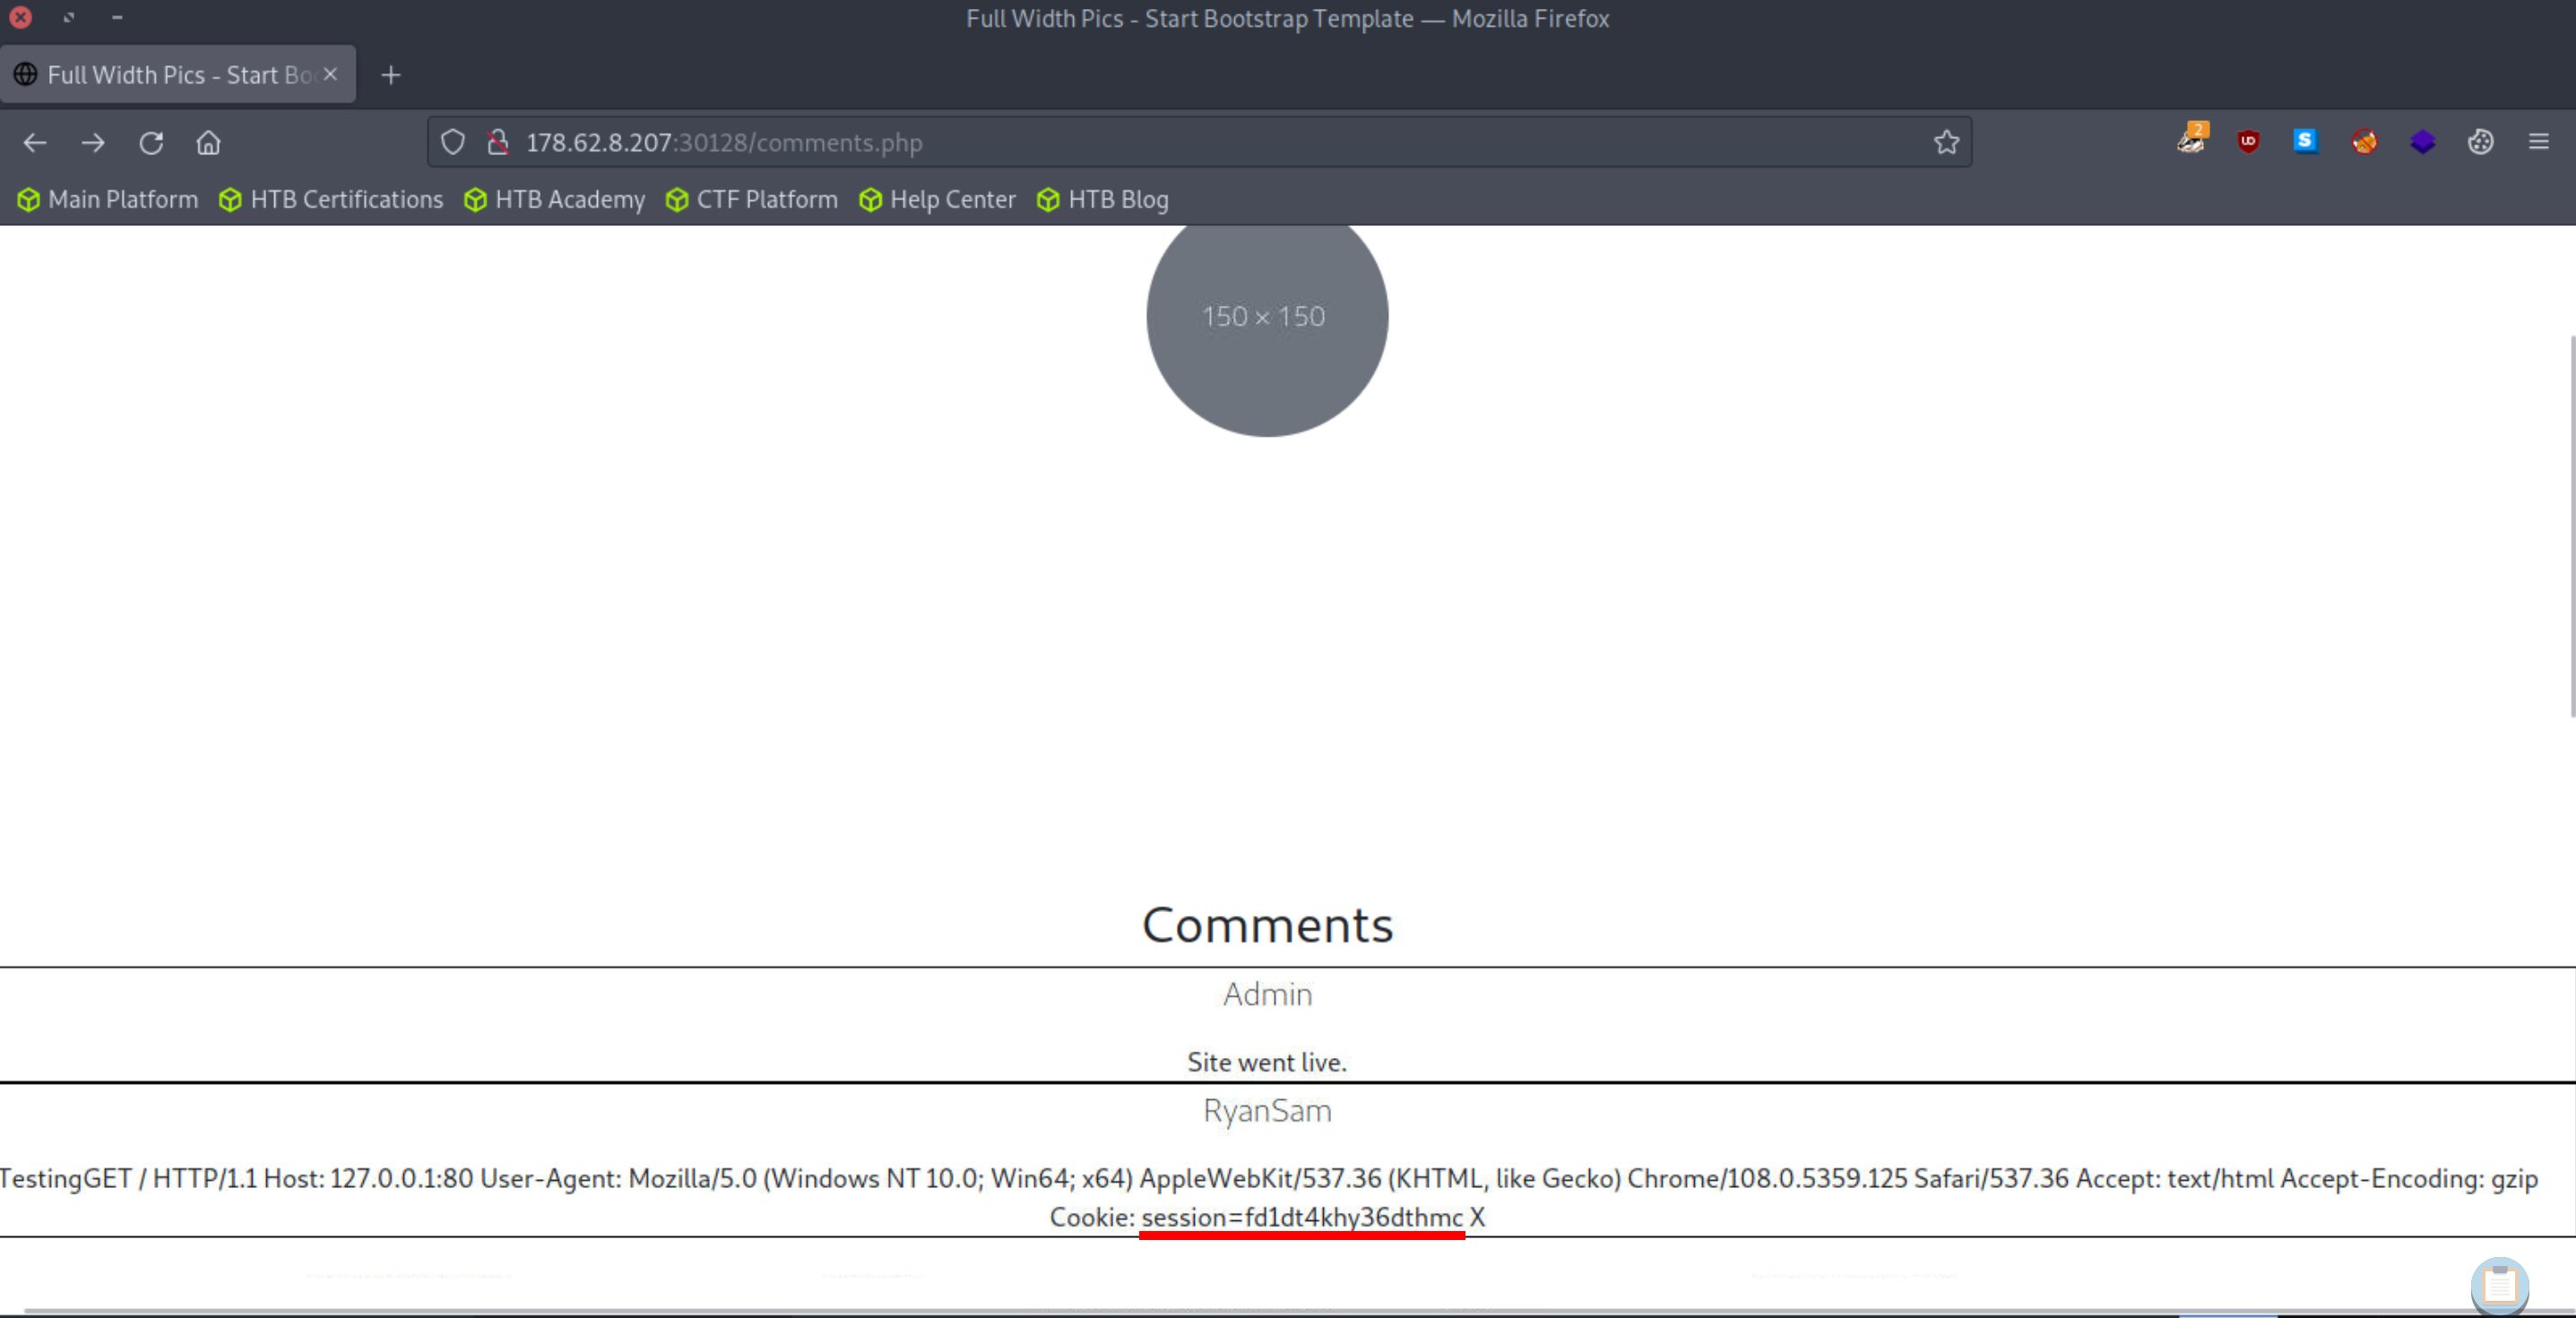 Full Width Pics - Start Bootstrap Template — Mozilla Firefox
Full Width Pics - Start Bo
178.62.8.207:30128/comments.php
2
UD
S
Main Platform HTB Certifications HTB Academy CTF Platform Help Center HTB Blog
150 × 150
Comments
Admin
Site went live.
RyanSam
TestingGET / HTTP/1.1 Host: 127.0.0.1:80 User-Agent: Mozilla/5.0 (Windows NT 10.0; Win64; x64) AppleWebKit/537.36 (KHTML, like Gecko) Chrome/108.0.5359.125 Safari/537.36 Accept: text/html Accept-Encoding: gzip
Cookie: session=fd1dt4khy36dthmc X